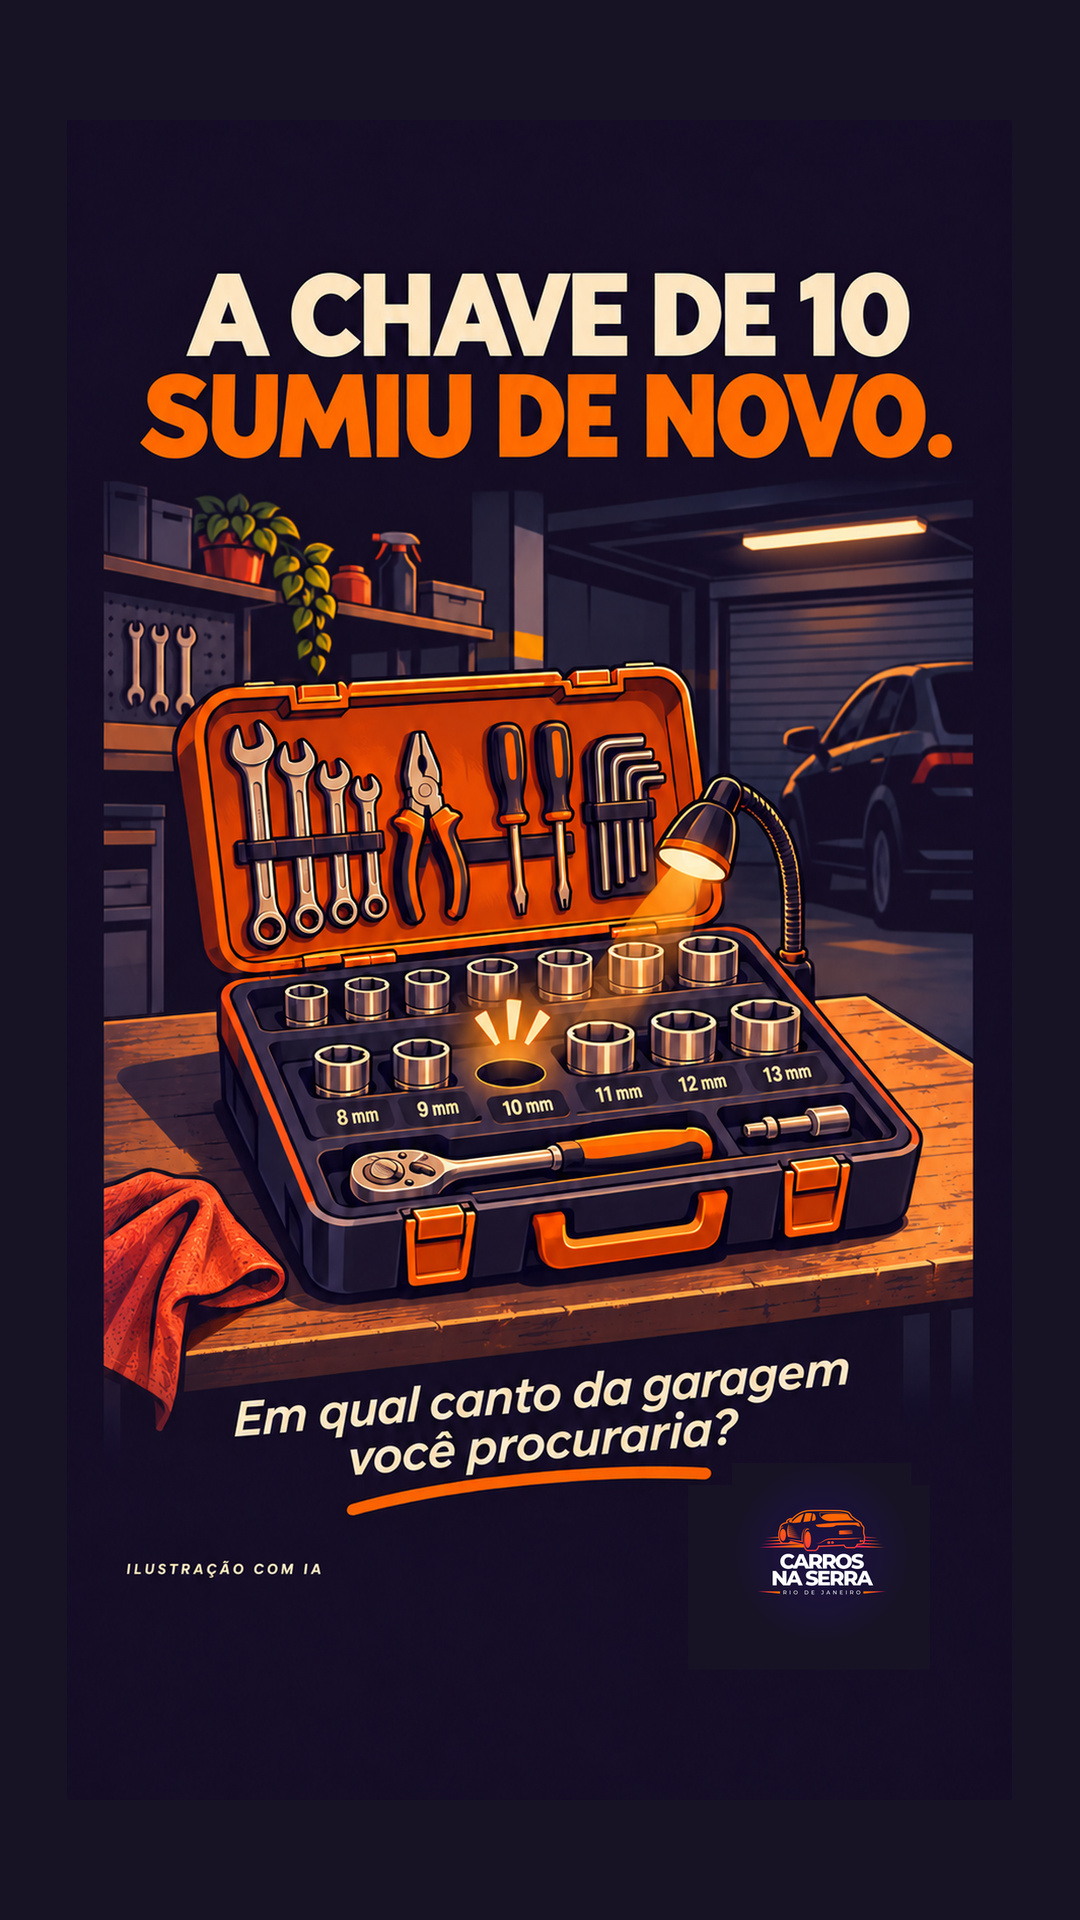 A CHAVE DE 10
SUMIU DE NOVO.
8 mm
9 mm
10 mm
11 mm
12 mm
13 mm
Em qual canto da garagem
você procuraria?
ILUSTRAÇÃO COM IA
CARROS
NA SERRA
RIO DE JANEIRO